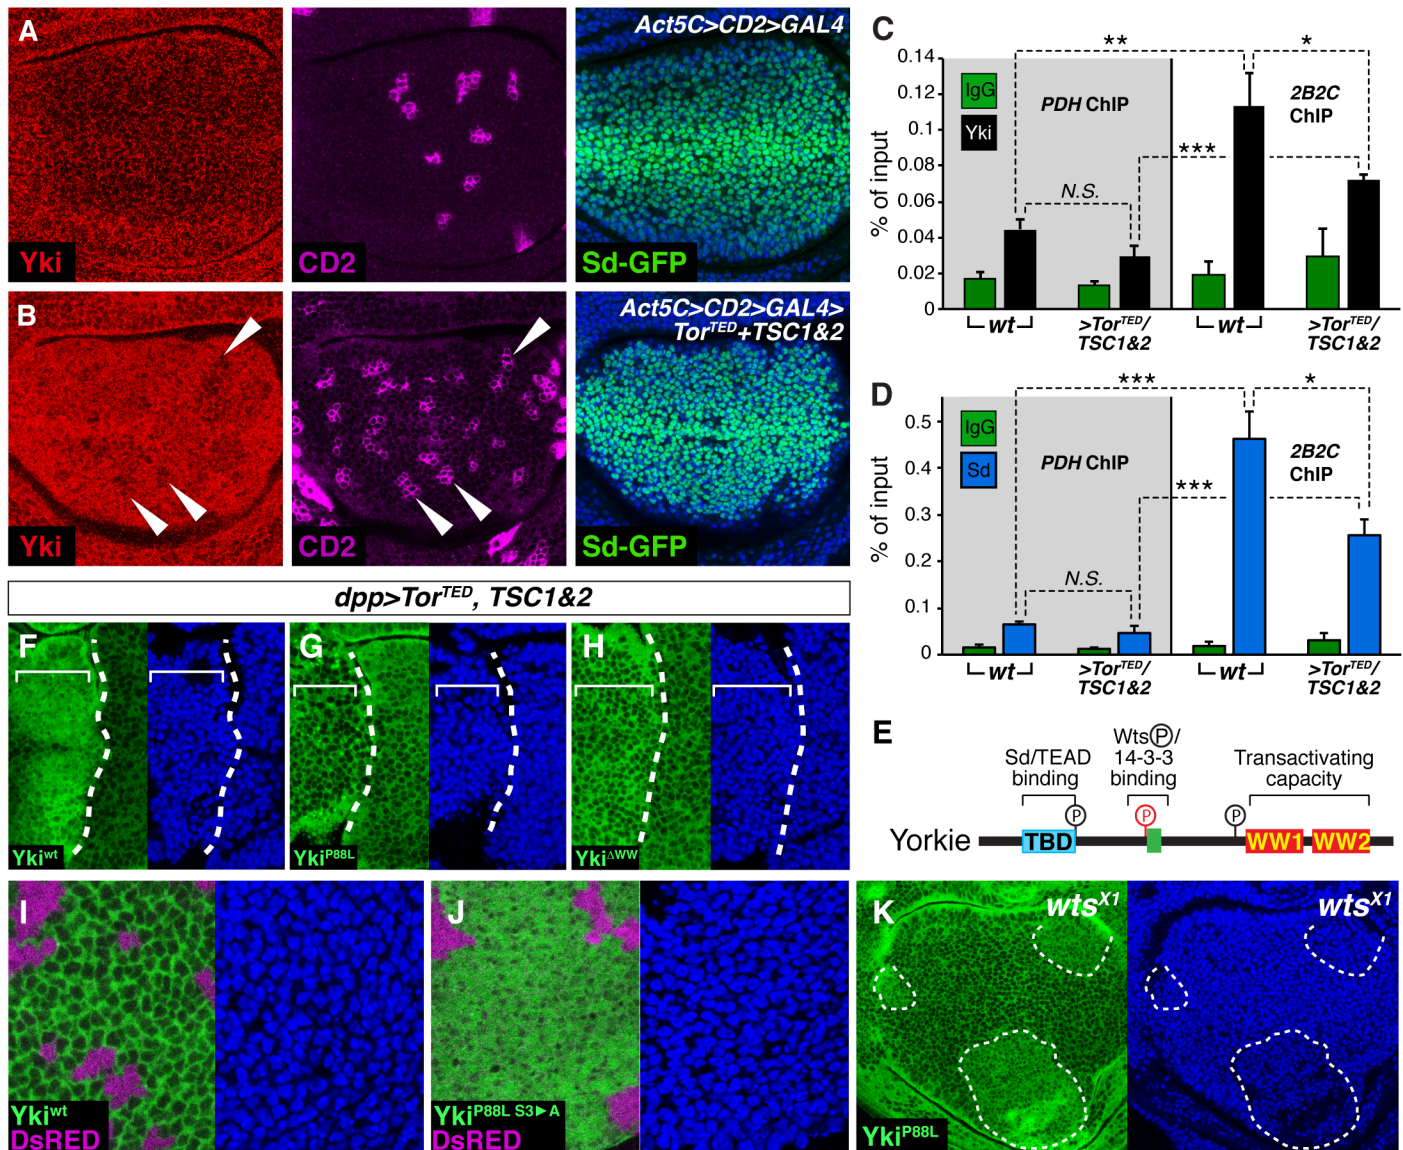 A
Yki
CD2
Act5C>CD2>GAL4
Sd-GFP
B
Yki
CD2
Act5C>CD2>GAL4>
TorTED+TSC1&2
Sd-GFP
C
% of input
0.14
0.12
0.1
0.08
0.06
0.04
0.02
0
IgG
Yki
PDH ChIP
2B2C
ChIP
**
*
***
N.S.
wt
>TorTED/
TSC1&2
wt
>TorTED/
TSC1&2
D
% of input
0.5
0.4
0.3
0.2
0.1
0
IgG
Sd
PDH ChIP
2B2C
ChIP
***
*
***
N.S.
wt
>TorTED/
TSC1&2
wt
>TorTED/
TSC1&2
dpp>TorTED, TSC1&2
F
Ykiwt
G
YkiP88L
H
YkiΔWW
E
Sd/TEAD
binding
WtsP/
14-3-3
binding
Transactivating
capacity
P
P
P
Yorkie
TBD
WW1
WW2
I
Ykiwt
DsRED
J
YkiP88L S3►A
DsRED
K
wtsX1
wtsX1
YkiP88L